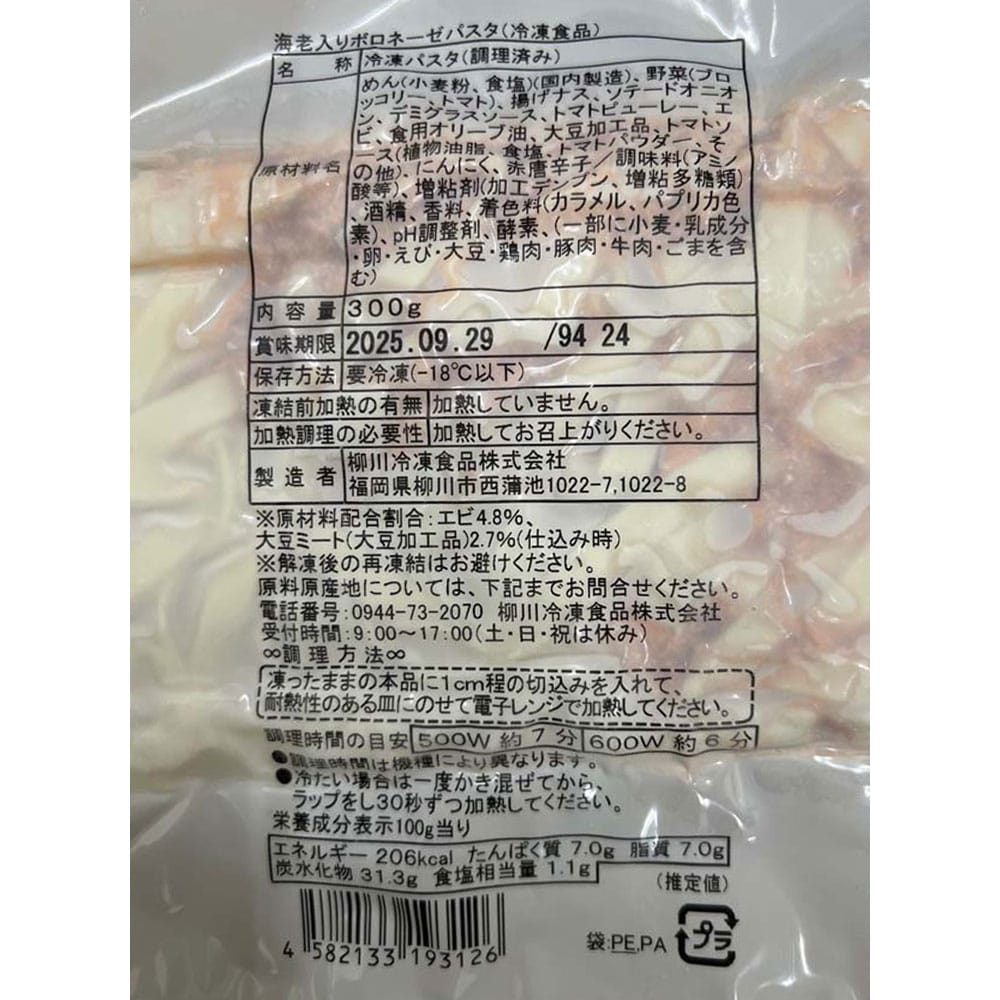 海老入りボロネーゼパスタ(冷凍食品)
名 称 冷凍パスタ(調理済み)
原材料名
めん(小麦粉、食塩)(国内製造)、野菜(ブロ
ッコリー、トマト)、揚げナス、ソテードオニオ
ン、デミグラスソース、トマトピューレー、エ
ビ、食用オリーブ油、大豆加工品、トマトソ
ース(植物油脂、食塩、トマトパウダー、そ
の他)、にんにく、赤唐辛子/調味料(アミノ
酸等)、増粘剤(加工デンプン、増粘多糖類)
、酒精、香料、着色料(カラメル、パプリカ色
素)、pH調整剤、酵素、(一部に小麦・乳成分
・卵・えび・大豆・鶏肉・豚肉・牛肉・ごまを含
む)
内容量 300g
賞味期限 2025.09.29 /94 24
保存方法 要冷凍(-18℃以下)
凍結前加熱の有無 加熱していません。
加熱調理の必要性 加熱してお召上がりください。
製造者 柳川冷凍食品株式会社
福岡県柳川市西蒲池1022-7,1022-8
※原材料配合割合:エビ4.8%、
大豆ミート(大豆加工品)2.7%(仕込み時)
※解凍後の再凍結はお避けください。
原料原産地については、下記までお問合せください。
電話番号:0944-73-2070 柳川冷凍食品株式会社
受付時間:9:00～17:00(土・日・祝は休み)
∞調理方法∞
凍ったままの本品に1cm程の切込みを入れて、
耐熱性のある皿にのせて電子レンジで加熱してください。
調理時間の目安 500W 約7分 600W 約6分
●調理時間は機種により異なります。
●冷たい場合は一度かき混ぜてから、
ラップをし30秒ずつ加熱してください。
栄養成分表示100g当り
エネルギー 206kcal たんぱく質 7.0g 脂質 7.0g
炭水化物 31.3g 食塩相当量 1.1g
(推定値)
4 582133 193126
袋:PE,PA
プラ